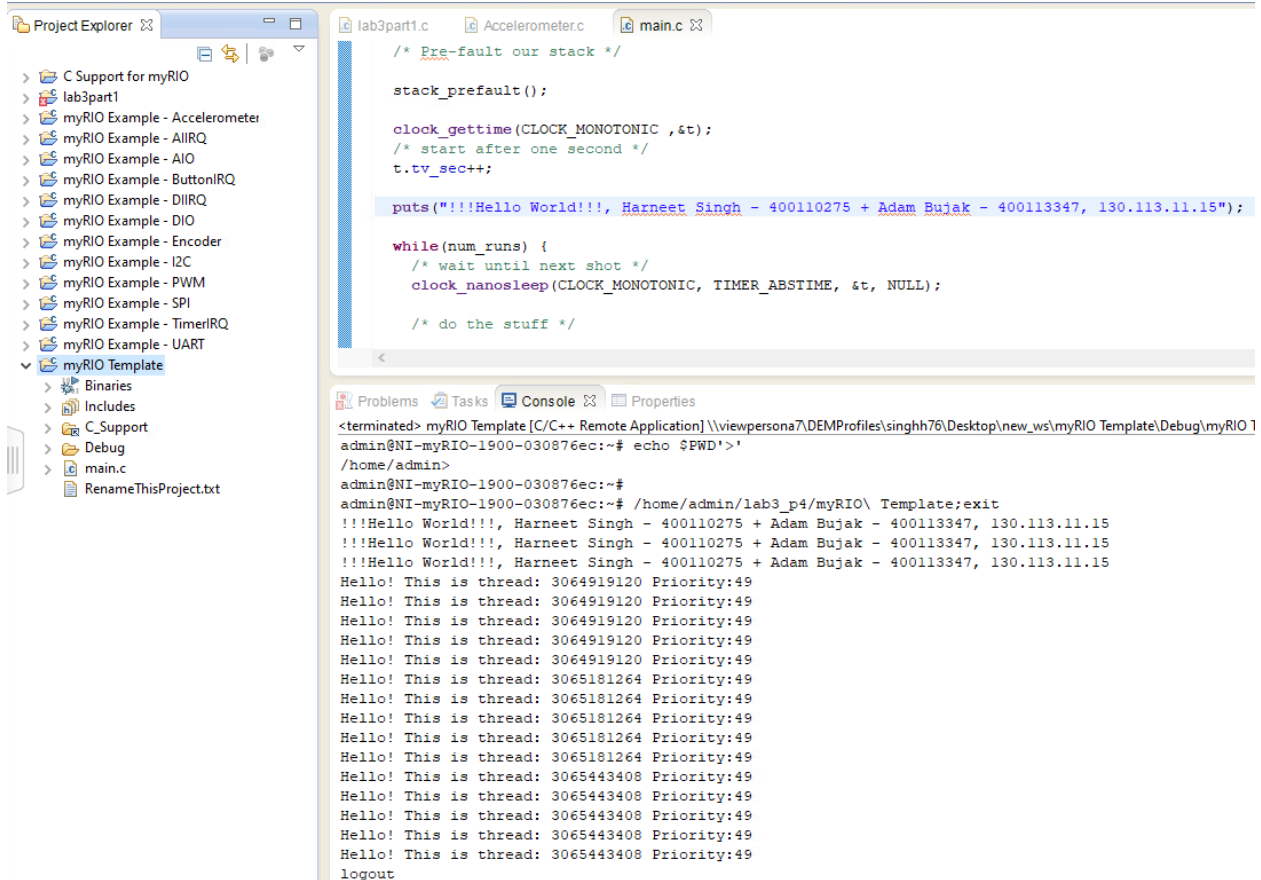 Project Explorer
C Support for myRIO
lab3part1
myRIO Example - Accelerometer
myRIO Example - AIIRQ
myRIO Example - AIO
myRIO Example - ButtonIRQ
myRIO Example - DIIRQ
myRIO Example - DIO
myRIO Example - Encoder
myRIO Example - I2C
myRIO Example - PWM
myRIO Example - SPI
myRIO Example - TimerIRQ
myRIO Example - UART
myRIO Template
Binaries
Includes
C_Support
Debug
main.c
RenameThisProject.txt
lab3part1.c Accelerometer.c main.c
/* Pre-fault our stack */
stack_prefault();
clock_gettime(CLOCK_MONOTONIC ,&t);
/* start after one second */
t.tv_sec++;
puts("!!!Hello World!!!, Harneet Singh - 400110275 + Adam Bujak - 400113347, 130.113.11.15");
while(num_runs) {
/* wait until next shot */
clock_nanosleep(CLOCK_MONOTONIC, TIMER_ABSTIME, &t, NULL);
/* do the stuff */
Problems Tasks Console Properties
<terminated> myRIO Template [C/C++ Remote Application] \\viewpersona7\DEMProfiles\singhh76\Desktop\new_ws\myRIO Template\Debug\myRIO T
admin@NI-myRIO-1900-030876ec:~# echo $PWD'>'
/home/admin>
admin@NI-myRIO-1900-030876ec:~#
admin@NI-myRIO-1900-030876ec:~# /home/admin/lab3_p4/myRIO\ Template;exit
!!!Hello World!!!, Harneet Singh - 400110275 + Adam Bujak - 400113347, 130.113.11.15
!!!Hello World!!!, Harneet Singh - 400110275 + Adam Bujak - 400113347, 130.113.11.15
!!!Hello World!!!, Harneet Singh - 400110275 + Adam Bujak - 400113347, 130.113.11.15
Hello! This is thread: 3064919120 Priority:49
Hello! This is thread: 3064919120 Priority:49
Hello! This is thread: 3064919120 Priority:49
Hello! This is thread: 3064919120 Priority:49
Hello! This is thread: 3064919120 Priority:49
Hello! This is thread: 3065181264 Priority:49
Hello! This is thread: 3065181264 Priority:49
Hello! This is thread: 3065181264 Priority:49
Hello! This is thread: 3065181264 Priority:49
Hello! This is thread: 3065181264 Priority:49
Hello! This is thread: 3065443408 Priority:49
Hello! This is thread: 3065443408 Priority:49
Hello! This is thread: 3065443408 Priority:49
Hello! This is thread: 3065443408 Priority:49
Hello! This is thread: 3065443408 Priority:49
logout